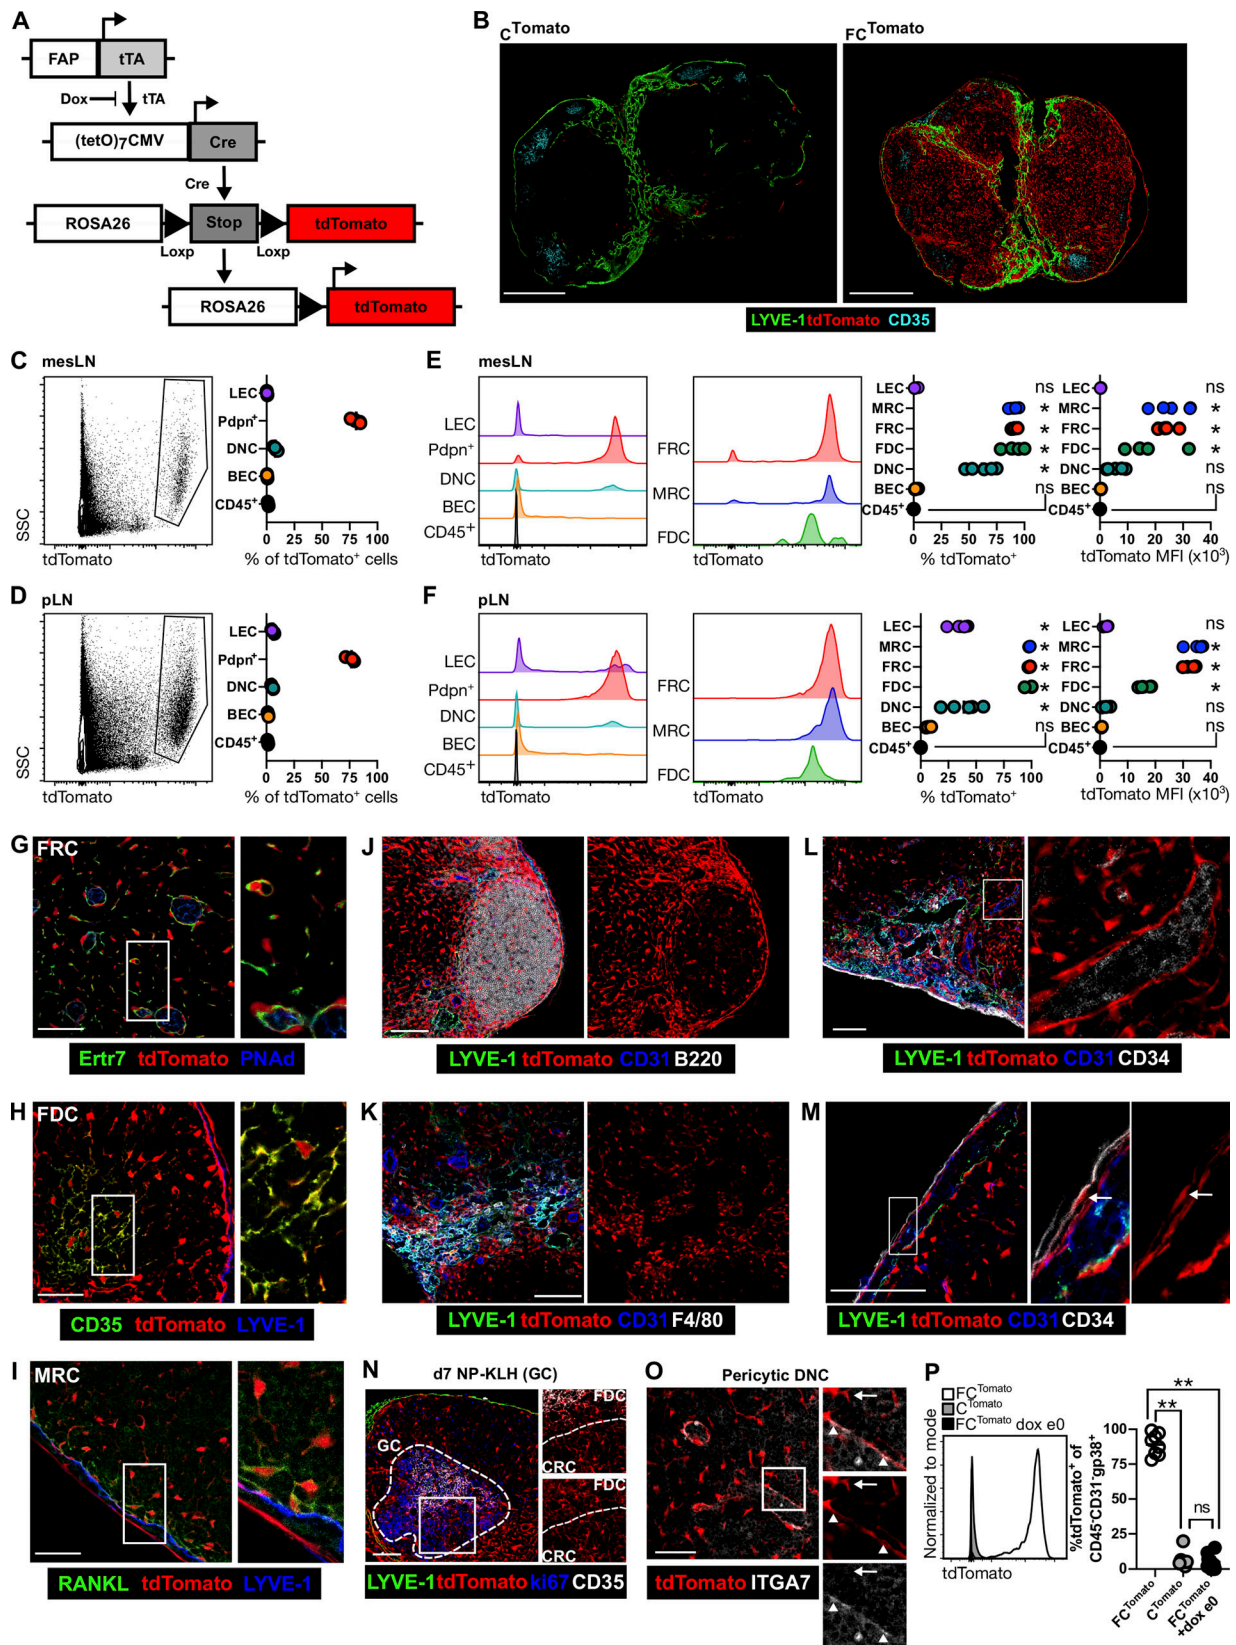 A
FAP
tTA
Dox
tTA
(tetO)7CMV
Cre
Cre
ROSA26
Stop
tdTomato
Loxp
Loxp
ROSA26
tdTomato
B
CTomato
FCTomato
LYVE-1 tdTomato CD35
C
mesLN
SSC
tdTomato
LEC
Pdpn+
DNC
BEC
CD45+
0 25 50 75 100
% of tdTomato+ cells
D
pLN
SSC
tdTomato
LEC
Pdpn+
DNC
BEC
CD45+
0 25 50 75 100
% of tdTomato+ cells
E
mesLN
LEC
Pdpn+
DNC
BEC
CD45+
tdTomato
FRC
MRC
FDC
tdTomato
LEC ns
MRC *
FRC *
FDC *
DNC *
BEC ns
CD45+
0 25 50 75 100
% tdTomato+
LEC ns
MRC *
FRC *
FDC *
DNC ns
BEC ns
CD45+
0 10 20 30 40
tdTomato MFI (x10³)
F
pLN
LEC
Pdpn+
DNC
BEC
CD45+
tdTomato
FRC
MRC
FDC
tdTomato
LEC *
MRC *
FRC *
FDC *
DNC *
BEC ns
CD45+
0 25 50 75 100
% tdTomato+
LEC ns
MRC *
FRC *
FDC *
DNC ns
BEC ns
CD45+
0 10 20 30 40
tdTomato MFI (x10³)
G
FRC
Ertr7 tdTomato PNAd
H
FDC
CD35 tdTomato LYVE-1
I
MRC
RANKL tdTomato LYVE-1
J
LYVE-1 tdTomato CD31 B220
K
LYVE-1 tdTomato CD31 F4/80
L
LYVE-1 tdTomato CD31 CD34
M
LYVE-1 tdTomato CD31 CD34
N
d7 NP-KLH (GC)
GC
FDC
CRC
FDC
CRC
LYVE-1 tdTomato ki67 CD35
O
Pericytic DNC
tdTomato ITGA7
P
FCTomato
CTomato
FCTomato dox e0
Normalized to mode
tdTomato
%tdTomato+ of
CD45-CD31-gp38+
100
75
50
25
0
**
**
ns
FCTomato
CTomato
FCTomato
+dox e0